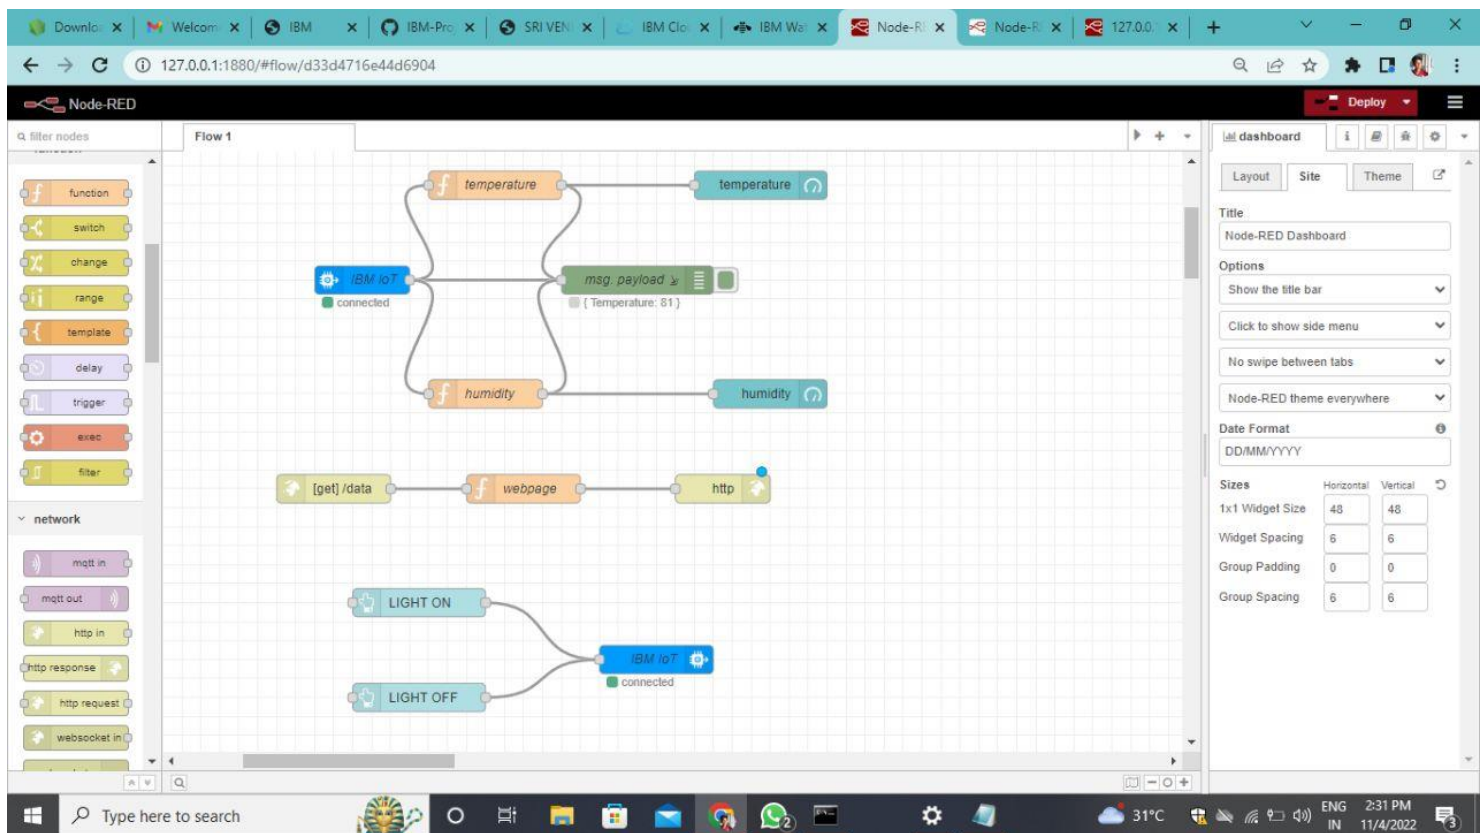 Downlo
Welcom
IBM
IBM-Pro
SRI VEN
IBM Clo
IBM Wa
Node-R
Node-R
127.0.0.
127.0.0.1:1880/#flow/d33d4716e44d6904
Node-RED
Deploy
filter nodes
Flow 1
dashboard
function
switch
change
range
template
delay
trigger
exec
filter
network
mqtt in
mqtt out
http in
http response
http request
websocket in
temperature
temperature
IBM IoT
connected
msg.payload
{ Temperature: 81 }
humidity
humidity
[get] /data
webpage
http
LIGHT ON
LIGHT OFF
IBM IoT
connected
Layout
Site
Theme
Title
Node-RED Dashboard
Options
Show the title bar
Click to show side menu
No swipe between tabs
Node-RED theme everywhere
Date Format
DD/MM/YYYY
Sizes Horizontal Vertical
1x1 Widget Size 48 48
Widget Spacing 6 6
Group Padding 0 0
Group Spacing 6 6
Type here to search
2
31°C
ENG
IN
2:31 PM
11/4/2022
3